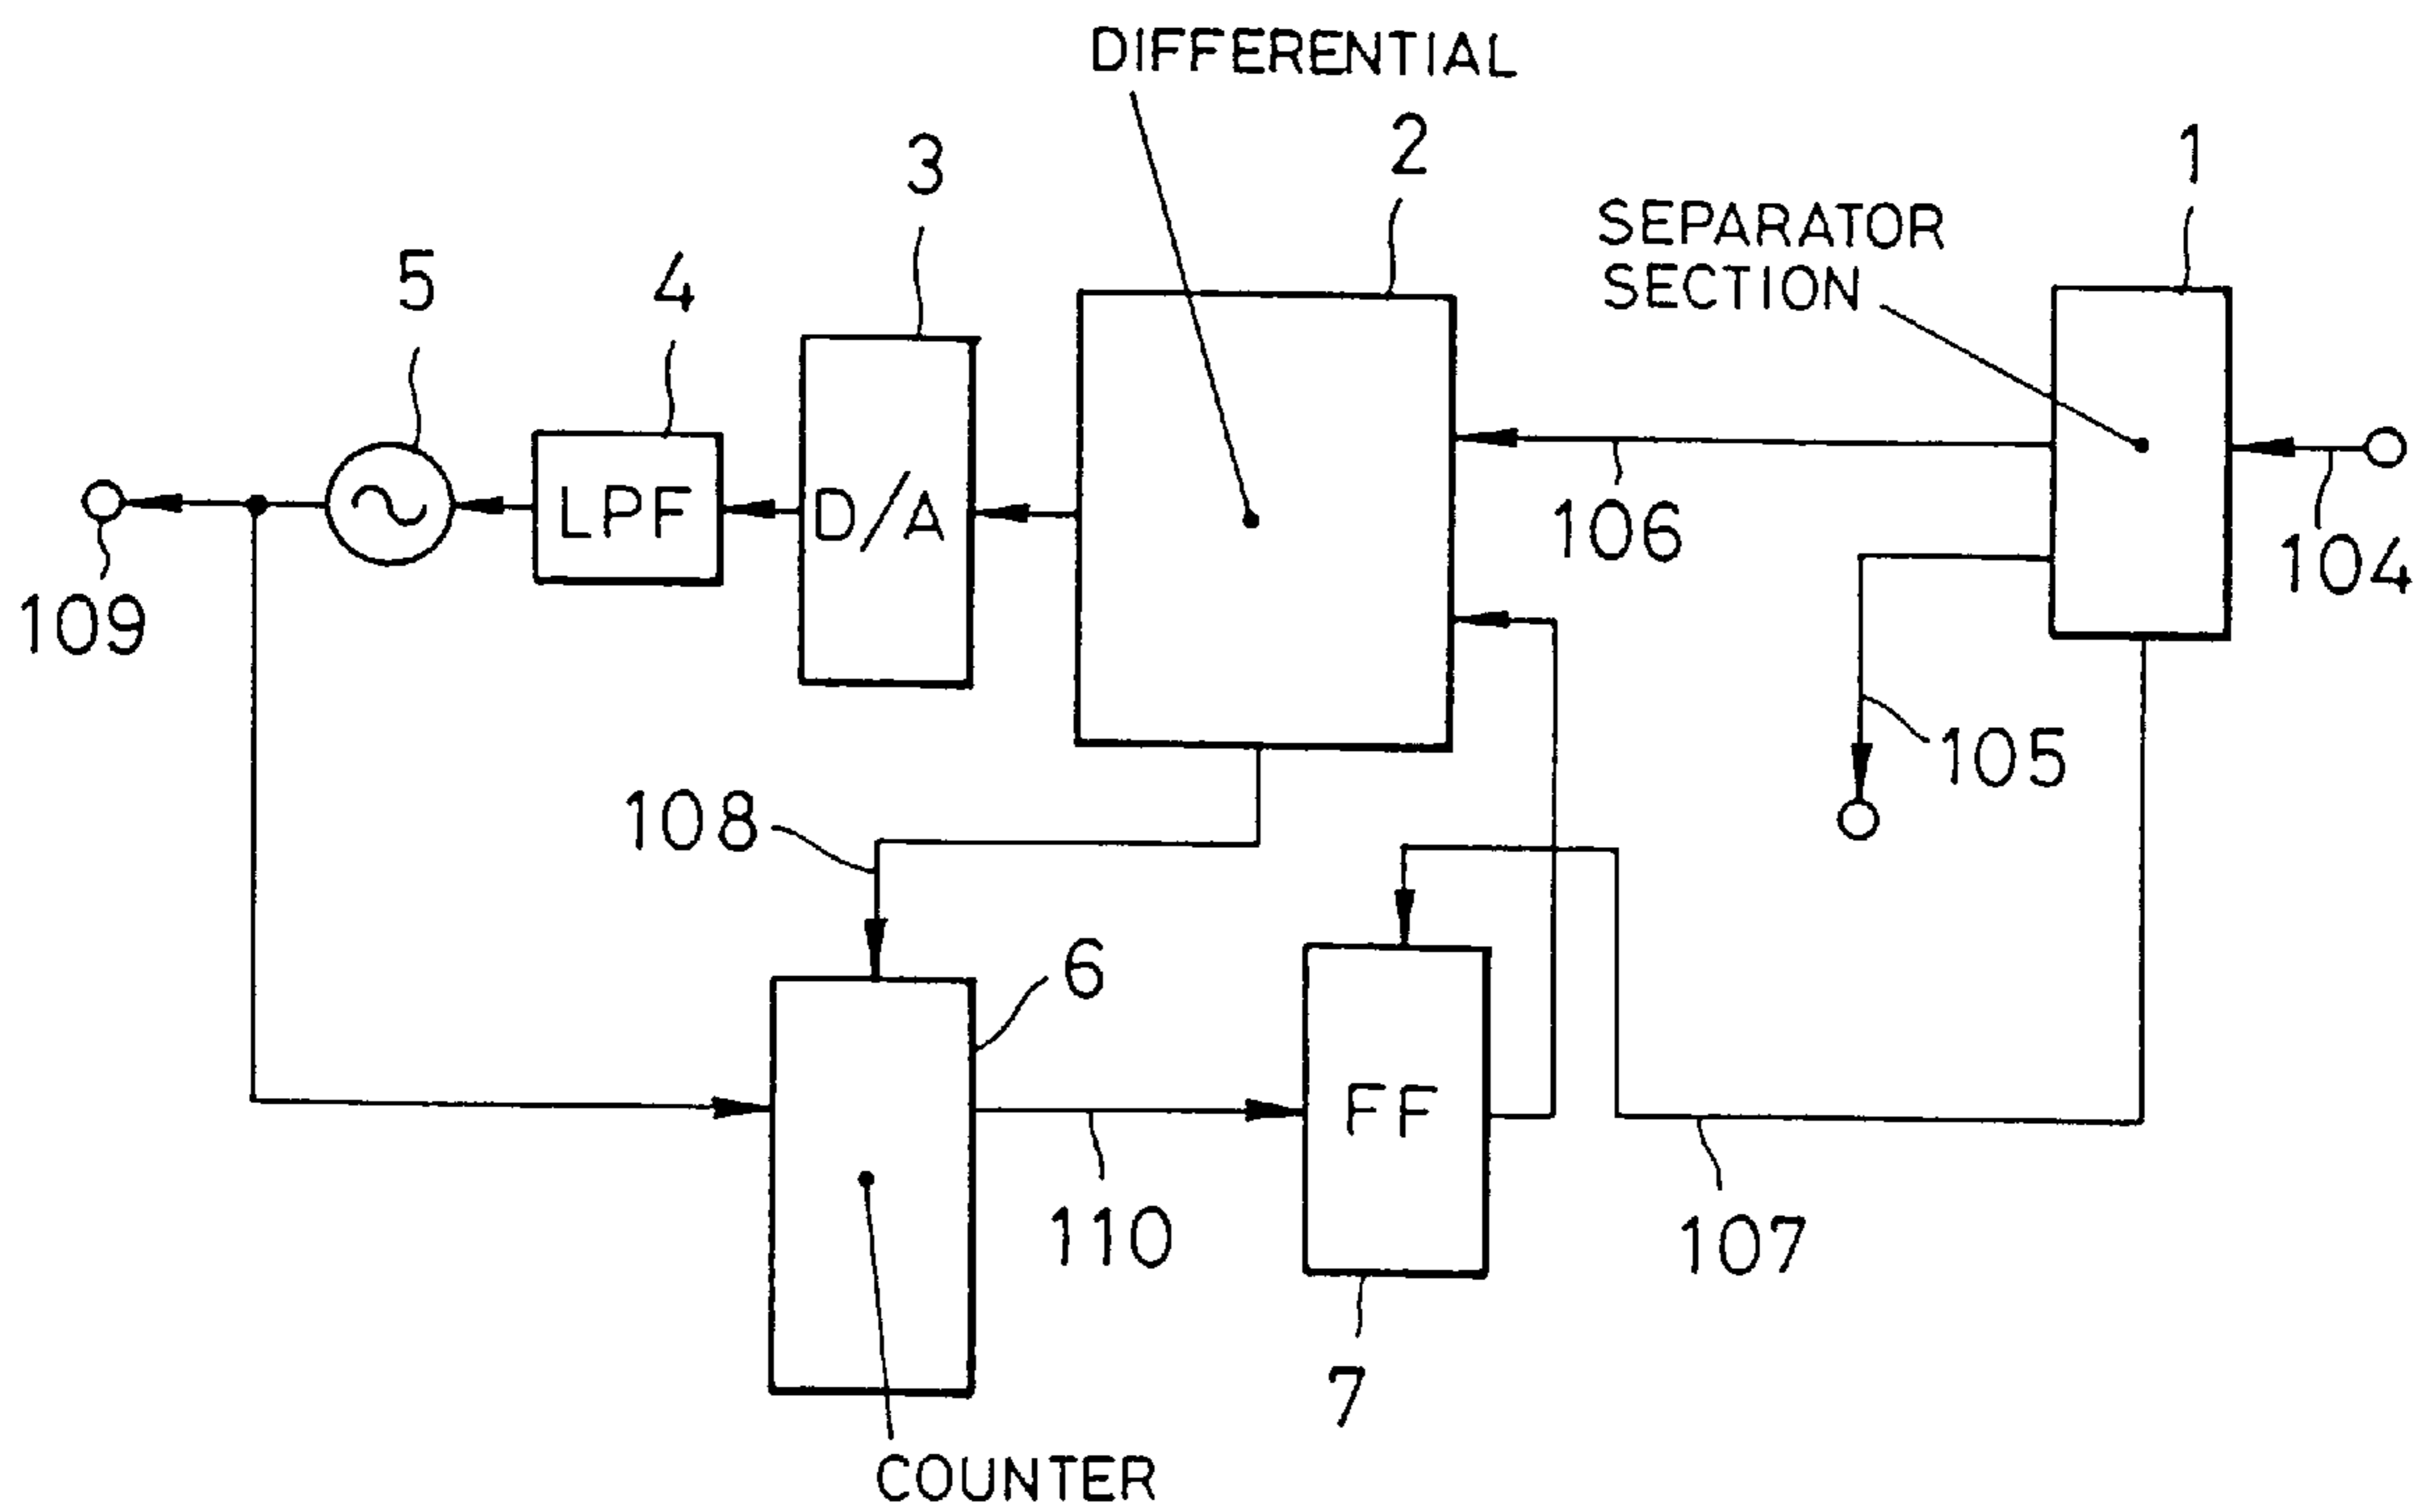 DIFFERENTIAL
2
1
3
SEPARATOR
SECTION
5
4
LPF
D/A
106
104
109
105
108
6
FF
110
107
7
COUNTER